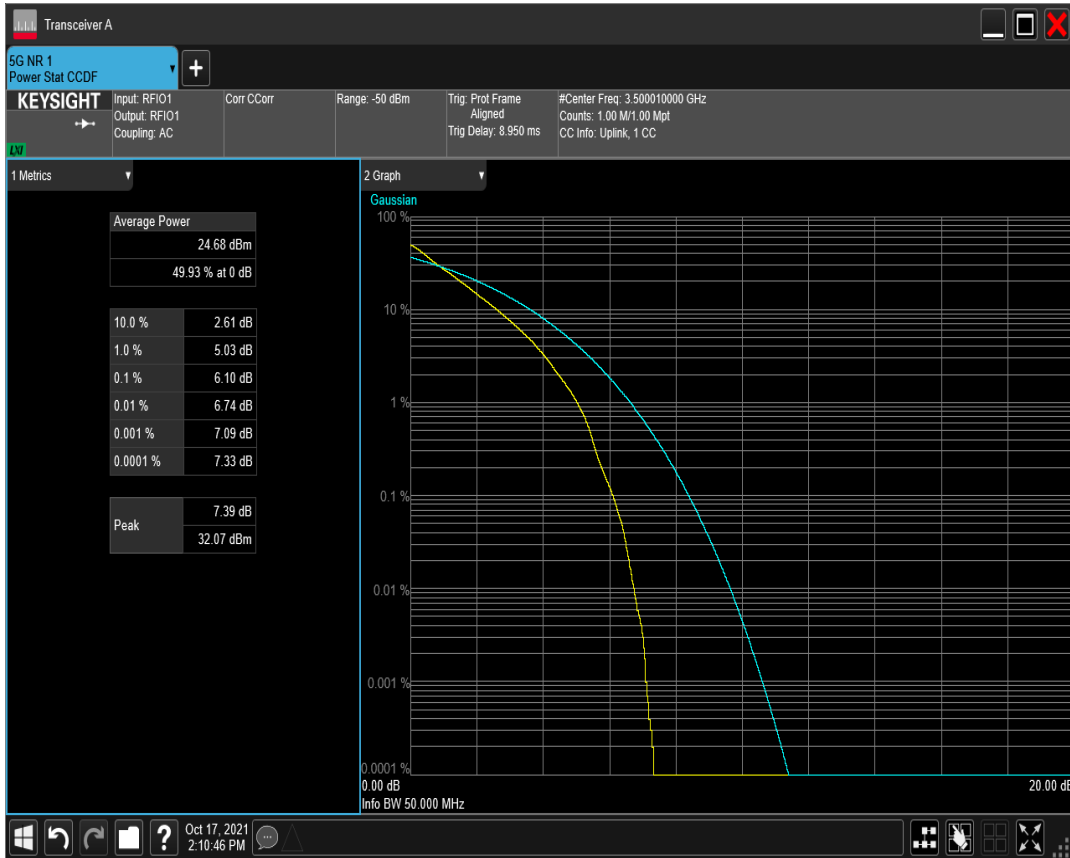 Transceiver A
5G NR 1
Power Stat CCDF
KEYSIGHT
LXI
Input: RFIO1
Output: RFIO1
Coupling: AC
Corr CCorr
Range: -50 dBm
Trig: Prot Frame
Aligned
Trig Delay: 8.950 ms
#Center Freq: 3.500010000 GHz
Counts: 1.00 M/1.00 Mpt
CC Info: Uplink, 1 CC
1 Metrics
Average Power
24.68 dBm
49.93 % at 0 dB
10.0 % 2.61 dB
1.0 % 5.03 dB
0.1 % 6.10 dB
0.01 % 6.74 dB
0.001 % 7.09 dB
0.0001 % 7.33 dB
Peak 7.39 dB
32.07 dBm
2 Graph
Gaussian
100 %
10 %
1 %
0.1 %
0.01 %
0.001 %
0.0001 %
0.00 dB 20.00 dB
Info BW 50.000 MHz
? Oct 17, 2021
2:10:46 PM